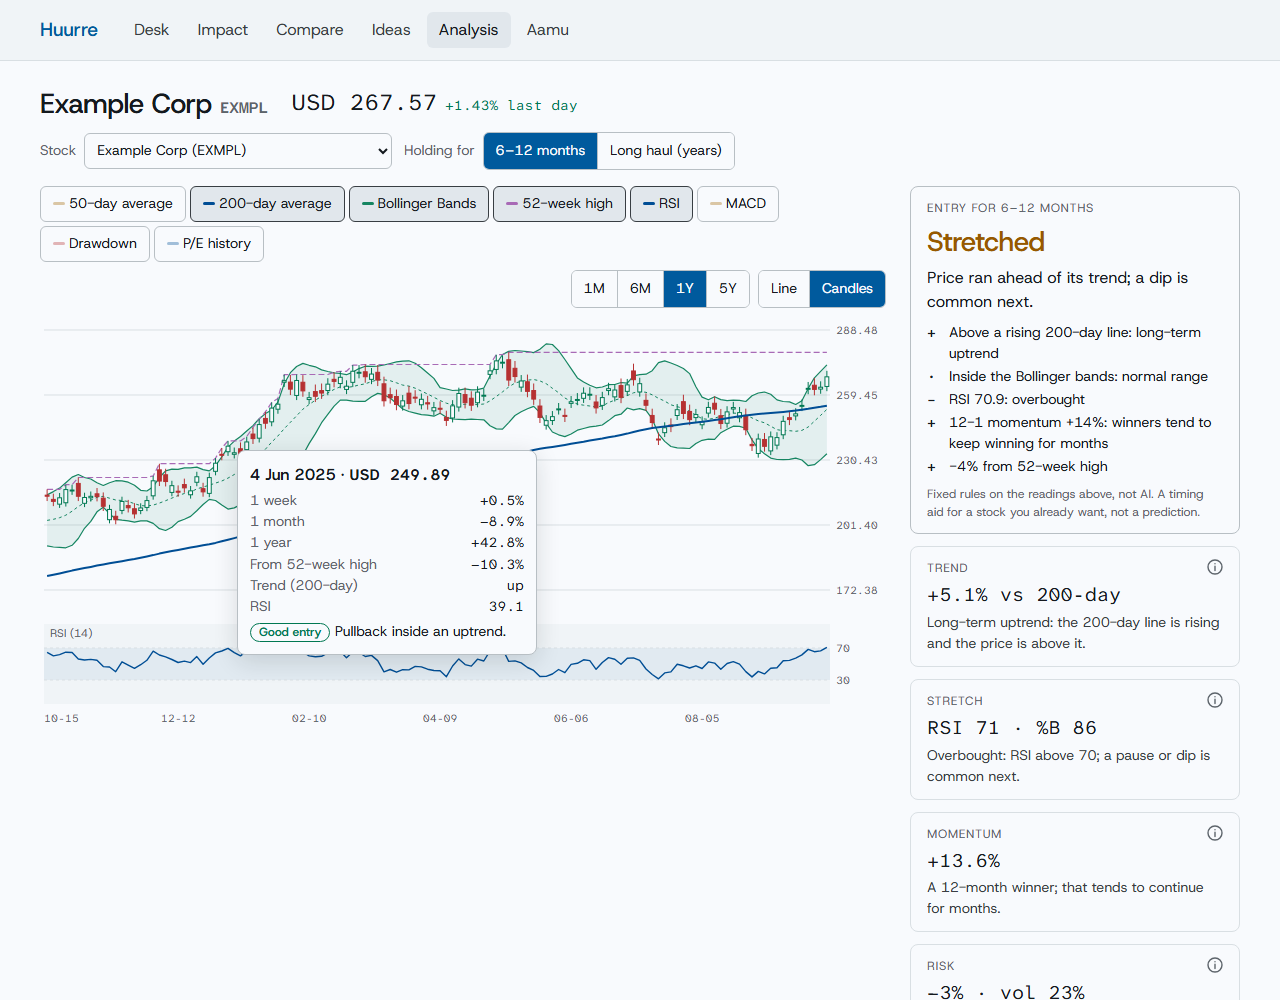 Huurre Desk Impact Compare Ideas Analysis Aamu
Example Corp EXMPL USD 267.57 +1.43% last day
Stock Example Corp (EXMPL) Holding for 6–12 months Long haul (years)
50-day average 200-day average Bollinger Bands 52-week high RSI MACD
Drawdown P/E history
1M 6M 1Y 5Y Line Candles
288.48
259.45
230.43
201.40
172.38
4 Jun 2025 · USD 249.89
1 week +0.5%
1 month −8.9%
1 year +42.8%
From 52-week high −10.3%
Trend (200-day) up
RSI 39.1
Good entry Pullback inside an uptrend.
RSI (14)
70
30
10-15 12-12 02-10 04-09 06-06 08-05
ENTRY FOR 6–12 MONTHS
Stretched
Price ran ahead of its trend; a dip is
common next.
+ Above a rising 200-day line: long-term
uptrend
· Inside the Bollinger bands: normal range
− RSI 70.9: overbought
+ 12-1 momentum +14%: winners tend to
keep winning for months
+ −4% from 52-week high
Fixed rules on the readings above, not AI. A timing
aid for a stock you already want, not a prediction.
TREND
+5.1% vs 200-day
Long-term uptrend: the 200-day line is rising
and the price is above it.
STRETCH
RSI 71 · %B 86
Overbought: RSI above 70; a pause or dip is
common next.
MOMENTUM
+13.6%
A 12-month winner; that tends to continue
for months.
RISK
−3% · vol 23%